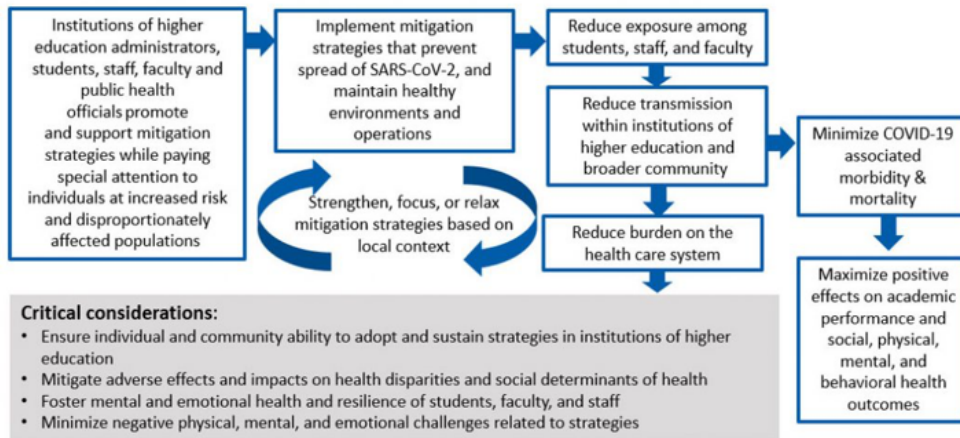 Institutions of higher
education administrators,
students, staff, faculty and
public health
officials promote
and support mitigation
strategies while paying
special attention to
individuals at increased risk
and disproportionately
affected populations
Implement mitigation
strategies that prevent
spread of SARS-CoV-2, and
maintain healthy
environments and
operations
Strengthen, focus, or relax
mitigation strategies based on
local context
Reduce exposure among
students, staff, and faculty
Reduce transmission
within institutions of
higher education and
broader community
Reduce burden on the
health care system
Minimize COVID-19
associated
morbidity &
mortality
Maximize positive
effects on academic
performance and
social, physical,
mental, and
behavioral health
outcomes
Critical considerations:
• Ensure individual and community ability to adopt and sustain strategies in institutions of higher
education
• Mitigate adverse effects and impacts on health disparities and social determinants of health
• Foster mental and emotional health and resilience of students, faculty, and staff
• Minimize negative physical, mental, and emotional challenges related to strategies